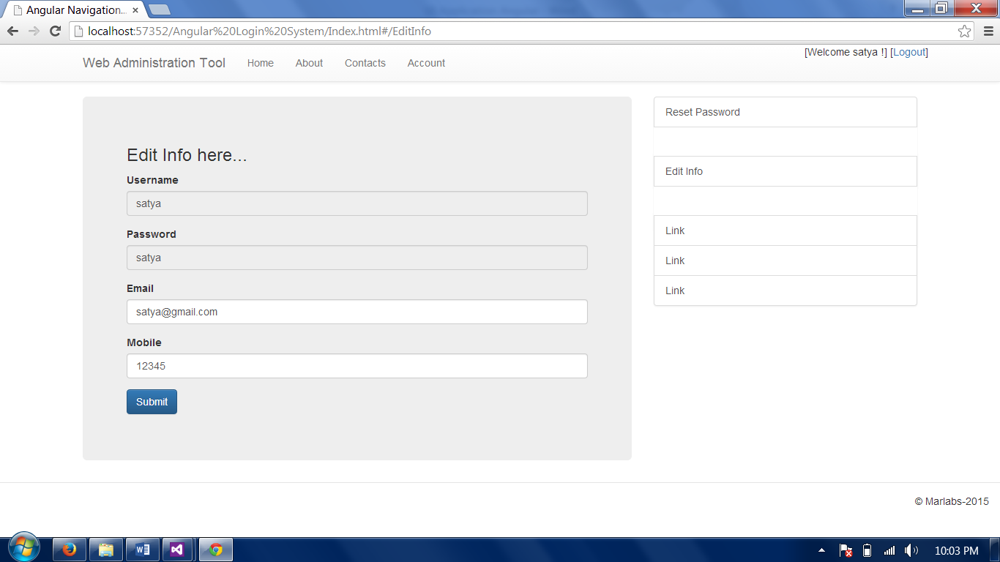 Angular Navigation...
localhost:57352/Angular%20Login%20System/Index.html#/EditInfo
Web Administration Tool Home About Contacts Account
[Welcome satya !] [Logout]
Edit Info here...
Username
satya
Password
satya
Email
satya@gmail.com
Mobile
12345
Submit
Reset Password
Edit Info
Link
Link
Link
© Marlabs-2015
10:03 PM